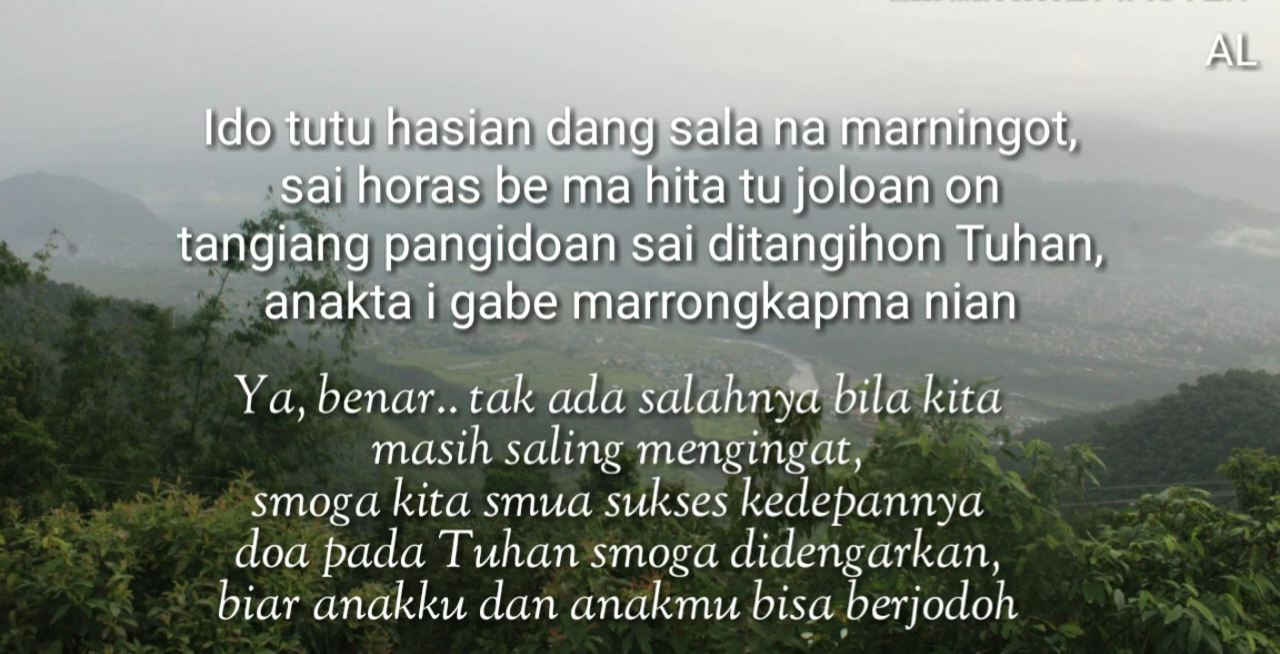 AL
Ido tutu hasian dang sala na marningot,
sai horas be ma hita tu joloan on
tangiang pangidoan sai ditangihon Tuhan,
anakta i gabe marrongkapma nian
Ya, benar.. tak ada salahnya bila kita
masih saling mengingat,
smoga kita smua sukses kedepannya
doa pada Tuhan smoga didengarkan,
biar anakku dan anakmu bisa berjodoh